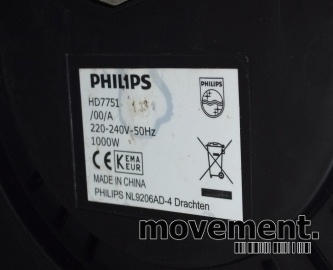 PHILIPS
HD7751
/00/A
220-240V~50Hz
1000W
CE KEMA EUR
MADE IN CHINA
PHILIPS NL9206AD-4 Drachten
PHILIPS
movement.